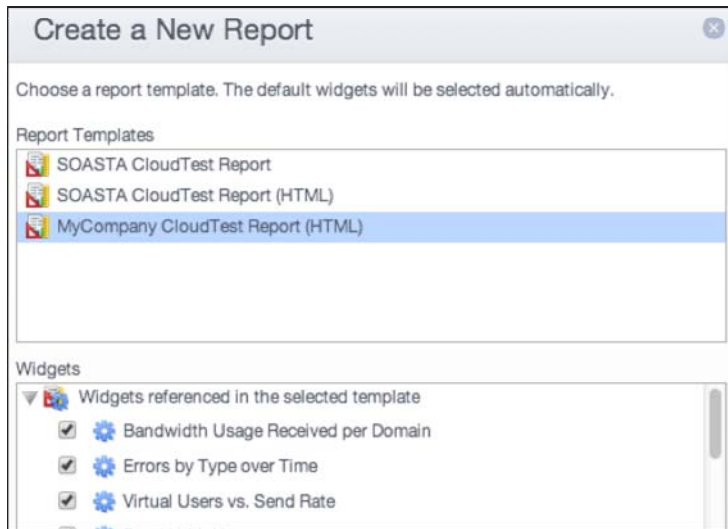 Create a New Report
Choose a report template. The default widgets will be selected automatically.
Report Templates
SOASTA CloudTest Report
SOASTA CloudTest Report (HTML)
MyCompany CloudTest Report (HTML)
Widgets
Widgets referenced in the selected template
Bandwidth Usage Received per Domain
Errors by Type over Time
Virtual Users vs. Send Rate